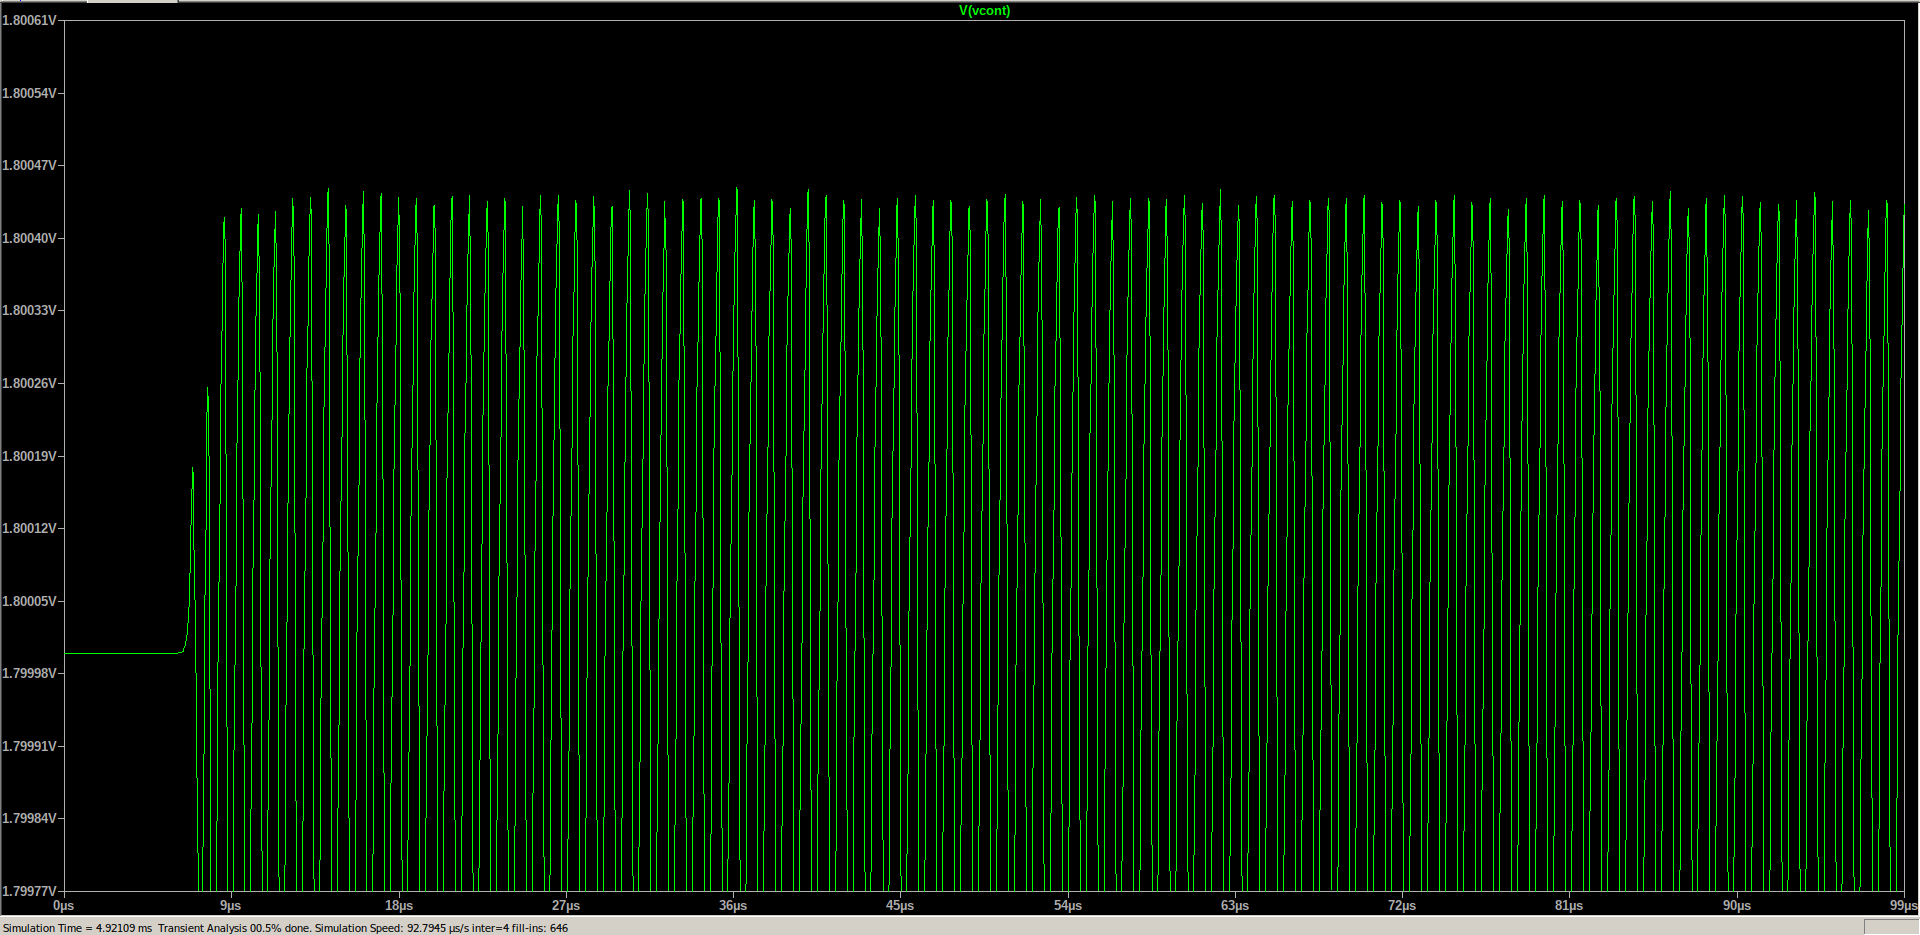 V(vcont)
1.80061V
1.80054V
1.80047V
1.80040V
1.80033V
1.80026V
1.80019V
1.80012V
1.80005V
1.79998V
1.79991V
1.79984V
1.79977V
0µs 9µs 18µs 27µs 36µs 45µs 54µs 63µs 72µs 81µs 90µs 99µs
Simulation Time = 4.92109 ms Transient Analysis 00.5% done. Simulation Speed: 92.7945 µs/s inter=4 fill-ins: 646